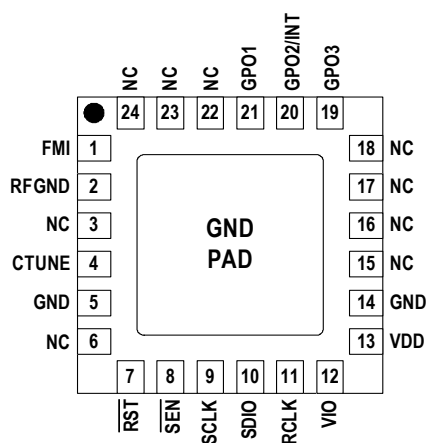 NC
NC
NC
GPO1
GPO2/INT
GPO3
24 23 22 21 20 19
FMI 1
RFGND 2
NC 3
CTUNE 4
GND 5
NC 6
GND
PAD
18 NC
17 NC
16 NC
15 NC
14 GND
13 VDD
7 8 9 10 11 12
RST
SEN
SCLK
SDIO
RCLK
VIO